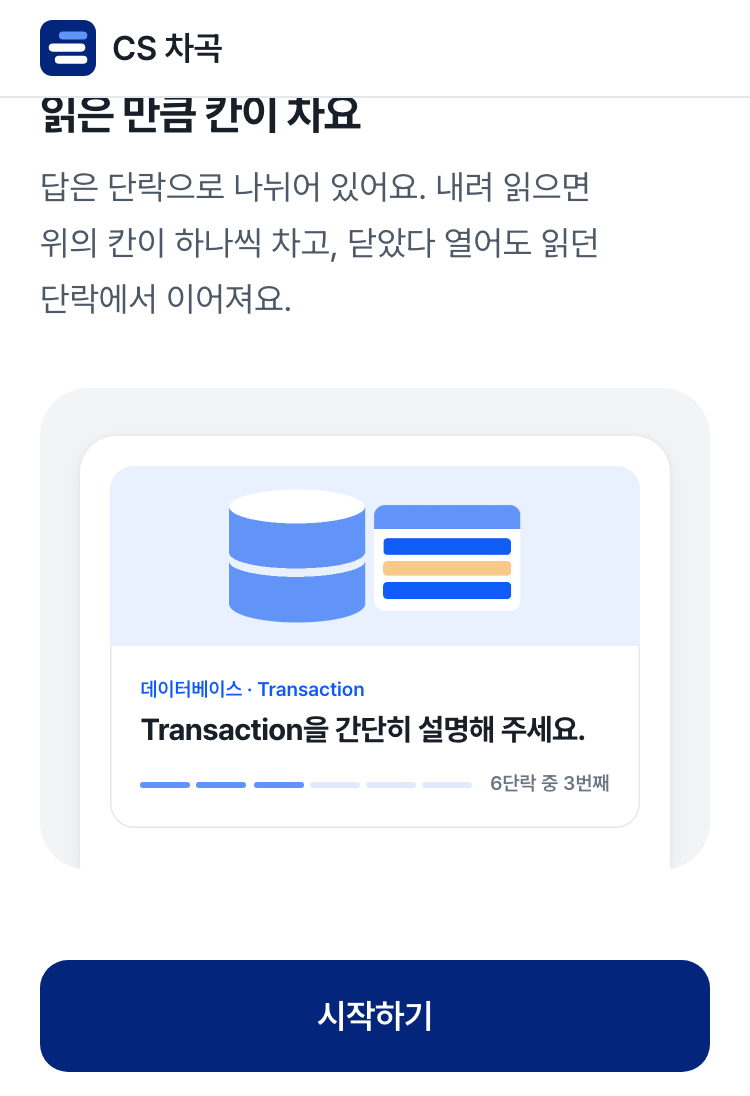 CS 차곡
읽은 만큼 칸이 차요
답은 단락으로 나뉘어 있어요. 내려 읽으면
위의 칸이 하나씩 차고, 닫았다 열어도 읽던
단락에서 이어져요.
데이터베이스 · Transaction
Transaction을 간단히 설명해 주세요.
6단락 중 3번째
시작하기